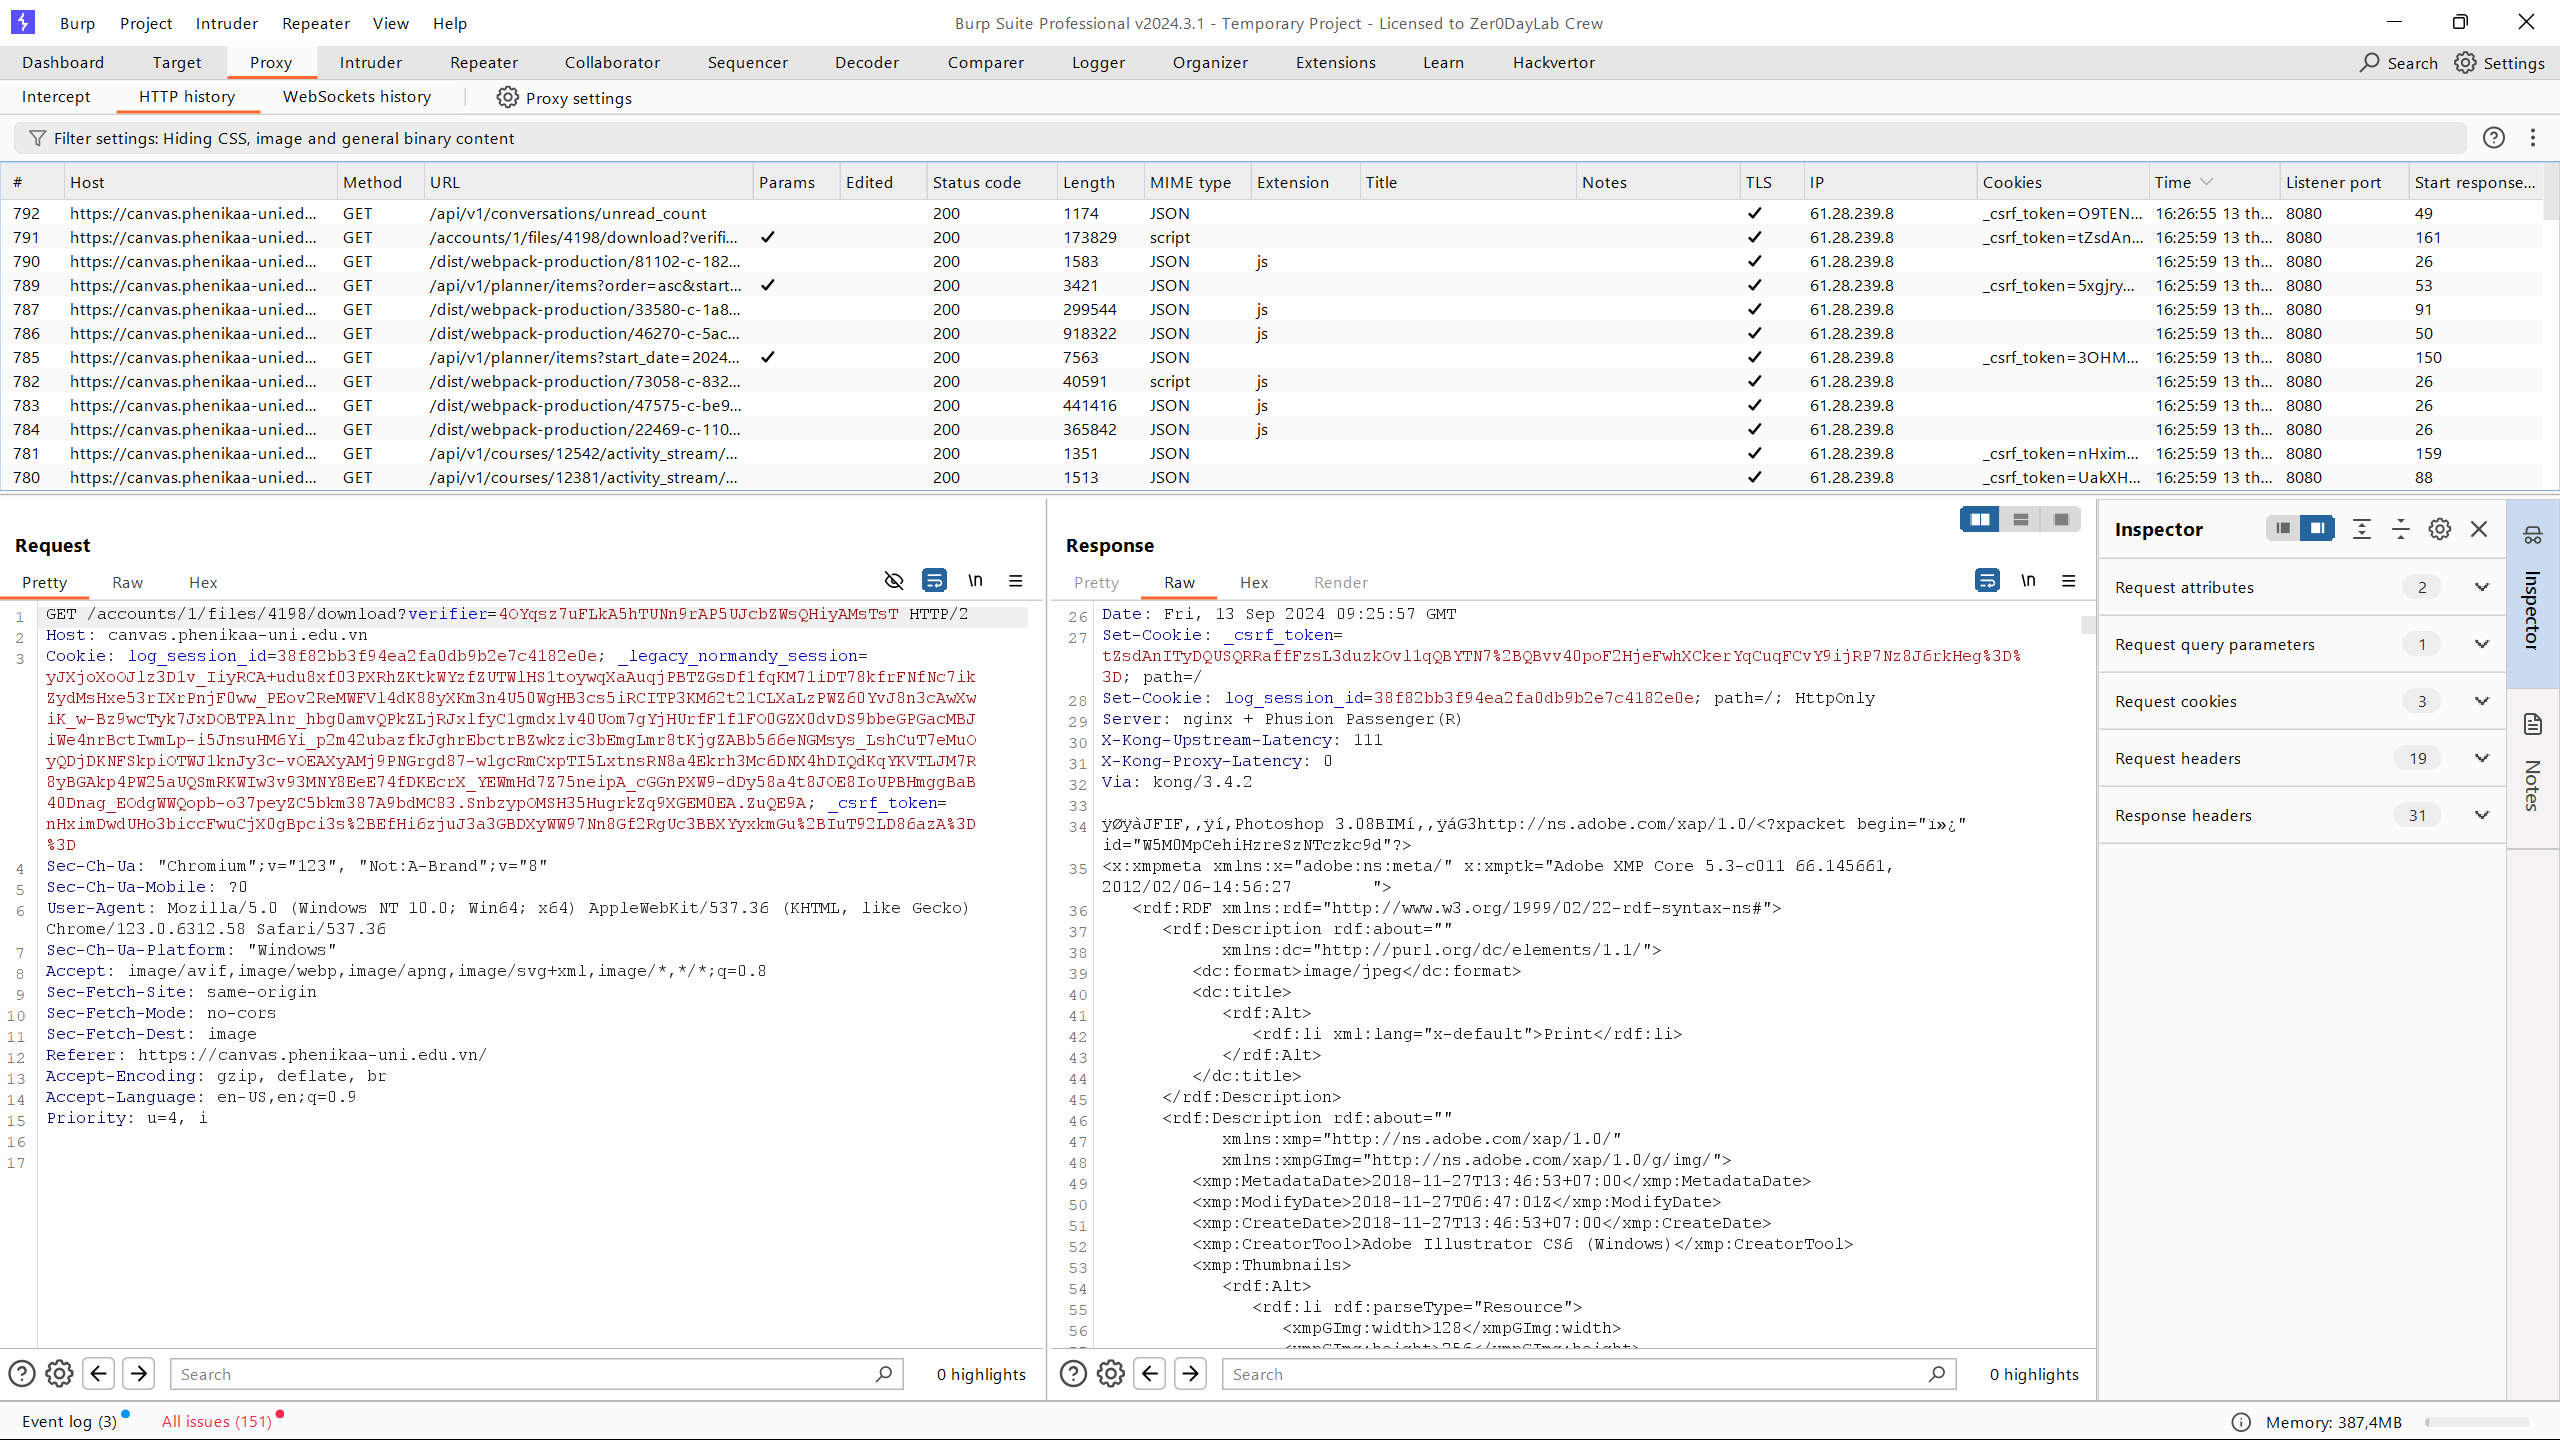 Burp Project Intruder Repeater View Help
Burp Suite Professional v2024.3.1 - Temporary Project - Licensed to Zer0DayLab Crew
Dashboard Target Proxy Intruder Repeater Collaborator Sequencer Decoder Comparer Logger Organizer Extensions Learn Hackvertor
Search Settings
Intercept HTTP history WebSockets history Proxy settings
Filter settings: Hiding CSS, image and general binary content
# Host Method URL Params Edited Status code Length MIME type Extension Title Notes TLS IP Cookies Time Listener port Start response...
792 https://canvas.phenikaa-uni.ed... GET /api/v1/conversations/unread_count 200 1174 JSON ✓ 61.28.239.8 _csrf_token=O9TEN... 16:26:55 13 th... 8080 49
791 https://canvas.phenikaa-uni.ed... GET /accounts/1/files/4198/download?verifi... ✓ 200 173829 script ✓ 61.28.239.8 _csrf_token=tZsdAn... 16:25:59 13 th... 8080 161
790 https://canvas.phenikaa-uni.ed... GET /dist/webpack-production/81102-c-182... 200 1583 JSON js ✓ 61.28.239.8 16:25:59 13 th... 8080 26
789 https://canvas.phenikaa-uni.ed... GET /api/v1/planner/items?order=asc&start... ✓ 200 3421 JSON ✓ 61.28.239.8 _csrf_token=5xgjry... 16:25:59 13 th... 8080 53
787 https://canvas.phenikaa-uni.ed... GET /dist/webpack-production/33580-c-1a8... 200 299544 JSON js ✓ 61.28.239.8 16:25:59 13 th... 8080 91
786 https://canvas.phenikaa-uni.ed... GET /dist/webpack-production/46270-c-5ac... 200 918322 JSON js ✓ 61.28.239.8 16:25:59 13 th... 8080 50
785 https://canvas.phenikaa-uni.ed... GET /api/v1/planner/items?start_date=2024... ✓ 200 7563 JSON ✓ 61.28.239.8 _csrf_token=3OHM... 16:25:59 13 th... 8080 150
782 https://canvas.phenikaa-uni.ed... GET /dist/webpack-production/73058-c-832... 200 40591 script js ✓ 61.28.239.8 16:25:59 13 th... 8080 26
783 https://canvas.phenikaa-uni.ed... GET /dist/webpack-production/47575-c-be9... 200 441416 JSON js ✓ 61.28.239.8 16:25:59 13 th... 8080 26
784 https://canvas.phenikaa-uni.ed... GET /dist/webpack-production/22469-c-110... 200 365842 JSON js ✓ 61.28.239.8 16:25:59 13 th... 8080 26
781 https://canvas.phenikaa-uni.ed... GET /api/v1/courses/12542/activity_stream/... 200 1351 JSON ✓ 61.28.239.8 _csrf_token=nHxim... 16:25:59 13 th... 8080 159
780 https://canvas.phenikaa-uni.ed... GET /api/v1/courses/12381/activity_stream/... 200 1513 JSON ✓ 61.28.239.8 _csrf_token=UakXH... 16:25:59 13 th... 8080 88
Request
Pretty Raw Hex \n
1 GET /accounts/1/files/4198/download?verifier=4OYqsz7uFLkA5hTUNn9rAP5UJcbZWsQHiyAMsTsT HTTP/2
2 Host: canvas.phenikaa-uni.edu.vn
3 Cookie: log_session_id=38f82bb3f94ea2fa0db9b2e7c4182e0e; _legacy_normandy_session=
yJXjoXoOJlz3D1v_IiyRCA+udu8xf03PXRhZKtkWYzfZUTWlHS1toywqXaAuqjPBTZGsDf1fqKM71iDT78kfrFNfNc7ik
ZydMsHxe53rIXrPnjF0ww_PEov2ReMWFVl4dK88yXKm3n4U50WgHB3cs5iRCITP3KM62t21CLXaLzPWZ60YvJ8n3cAwXw
iK_w-Bz9wcTyk7JxDOBTPAlnr_hbg0amvQPkZLjRJxlfyC1gmdxlv40Uom7gYjHUrfF1f1FO0GZX0dvDS9bbeGPGacMBJ
iWe4nrBctIwmLp-i5JnsuHM6Yi_p2m42ubazfkJghrEbctrBZwkzic3bEmgLmr8tKjgZABb566eNGMsys_LshCuT7eMuO
yQDjDKNFSkpiOTWJ1knJy3c-vOEAXyAMj9PNGrgd87-w1gcRmCxpTI5LxtnsRN8a4Ekrh3Mc6DNX4hDIQdKqYKVTLJM7R
8yBGAkp4PW25aUQSmRKWIw3v93MNY8EeE74fDKEcrX_YEWmHd7Z75neipA_cGGnPXW9-dDy58a4t8JOE8IoUPBHmggBaB
40Dnag_EOdgWWQopb-o37peyZC5bkm387A9bdMC83.SnbzypOMSH35HugrkZq9XGEM0EA.ZuQE9A; _csrf_token=
nHximDwdUHo3biccFwuCjX0gBpci3s%2BEfHi6zjuJ3a3GBDXyWW97Nn8Gf2RgUc3BBXYyxkmGu%2BIuT92LD86azA%3D
%3D
4 Sec-Ch-Ua: "Chromium";v="123", "Not:A-Brand";v="8"
5 Sec-Ch-Ua-Mobile: ?0
6 User-Agent: Mozilla/5.0 (Windows NT 10.0; Win64; x64) AppleWebKit/537.36 (KHTML, like Gecko)
Chrome/123.0.6312.58 Safari/537.36
7 Sec-Ch-Ua-Platform: "Windows"
8 Accept: image/avif,image/webp,image/apng,image/svg+xml,image/*,*/*;q=0.8
9 Sec-Fetch-Site: same-origin
10 Sec-Fetch-Mode: no-cors
11 Sec-Fetch-Dest: image
12 Referer: https://canvas.phenikaa-uni.edu.vn/
13 Accept-Encoding: gzip, deflate, br
14 Accept-Language: en-US,en;q=0.9
15 Priority: u=4, i
16
17
Search 0 highlights
Response
Pretty Raw Hex Render \n
26 Date: Fri, 13 Sep 2024 09:25:57 GMT
27 Set-Cookie: _csrf_token=
tZsdAnITyDQUSQRRaffFzsL3duzkOvl1qQBYTN7%2BQBvv40poF2HjeFwhXCkerYqCuqFCvY9ijRP7Nz8J6rkHeg%3D%
3D; path=/
28 Set-Cookie: log_session_id=38f82bb3f94ea2fa0db9b2e7c4182e0e; path=/; HttpOnly
29 Server: nginx + Phusion Passenger(R)
30 X-Kong-Upstream-Latency: 111
31 X-Kong-Proxy-Latency: 0
32 Via: kong/3.4.2
33
34 ÿØÿàJFIF,,ÿí,Photoshop 3.08BIMí,,ÿáG3http://ns.adobe.com/xap/1.0/<?xpacket begin="ï»¿"
id="W5M0MpCehiHzreSzNTczkc9d"?>
35 <x:xmpmeta xmlns:x="adobe:ns:meta/" x:xmptk="Adobe XMP Core 5.3-c011 66.145661,
2012/02/06-14:56:27        ">
36 <rdf:RDF xmlns:rdf="http://www.w3.org/1999/02/22-rdf-syntax-ns#">
37 <rdf:Description rdf:about=""
38 xmlns:dc="http://purl.org/dc/elements/1.1/">
39 <dc:format>image/jpeg</dc:format>
40 <dc:title>
41 <rdf:Alt>
42 <rdf:li xml:lang="x-default">Print</rdf:li>
43 </rdf:Alt>
44 </dc:title>
45 </rdf:Description>
46 <rdf:Description rdf:about=""
47 xmlns:xmp="http://ns.adobe.com/xap/1.0/"
48 xmlns:xmpGImg="http://ns.adobe.com/xap/1.0/g/img/">
49 <xmp:MetadataDate>2018-11-27T13:46:53+07:00</xmp:MetadataDate>
50 <xmp:ModifyDate>2018-11-27T06:47:01Z</xmp:ModifyDate>
51 <xmp:CreateDate>2018-11-27T13:46:53+07:00</xmp:CreateDate>
52 <xmp:CreatorTool>Adobe Illustrator CS6 (Windows)</xmp:CreatorTool>
53 <xmp:Thumbnails>
54 <rdf:Alt>
55 <rdf:li rdf:parseType="Resource">
56 <xmpGImg:width>128</xmpGImg:width>
<xmpGImg:height>256</xmpGImg:height>
Search 0 highlights
Inspector
Request attributes 2
Request query parameters 1
Request cookies 3
Request headers 19
Response headers 31
Inspector
Notes
Event log (3) All issues (151)
Memory: 387,4MB